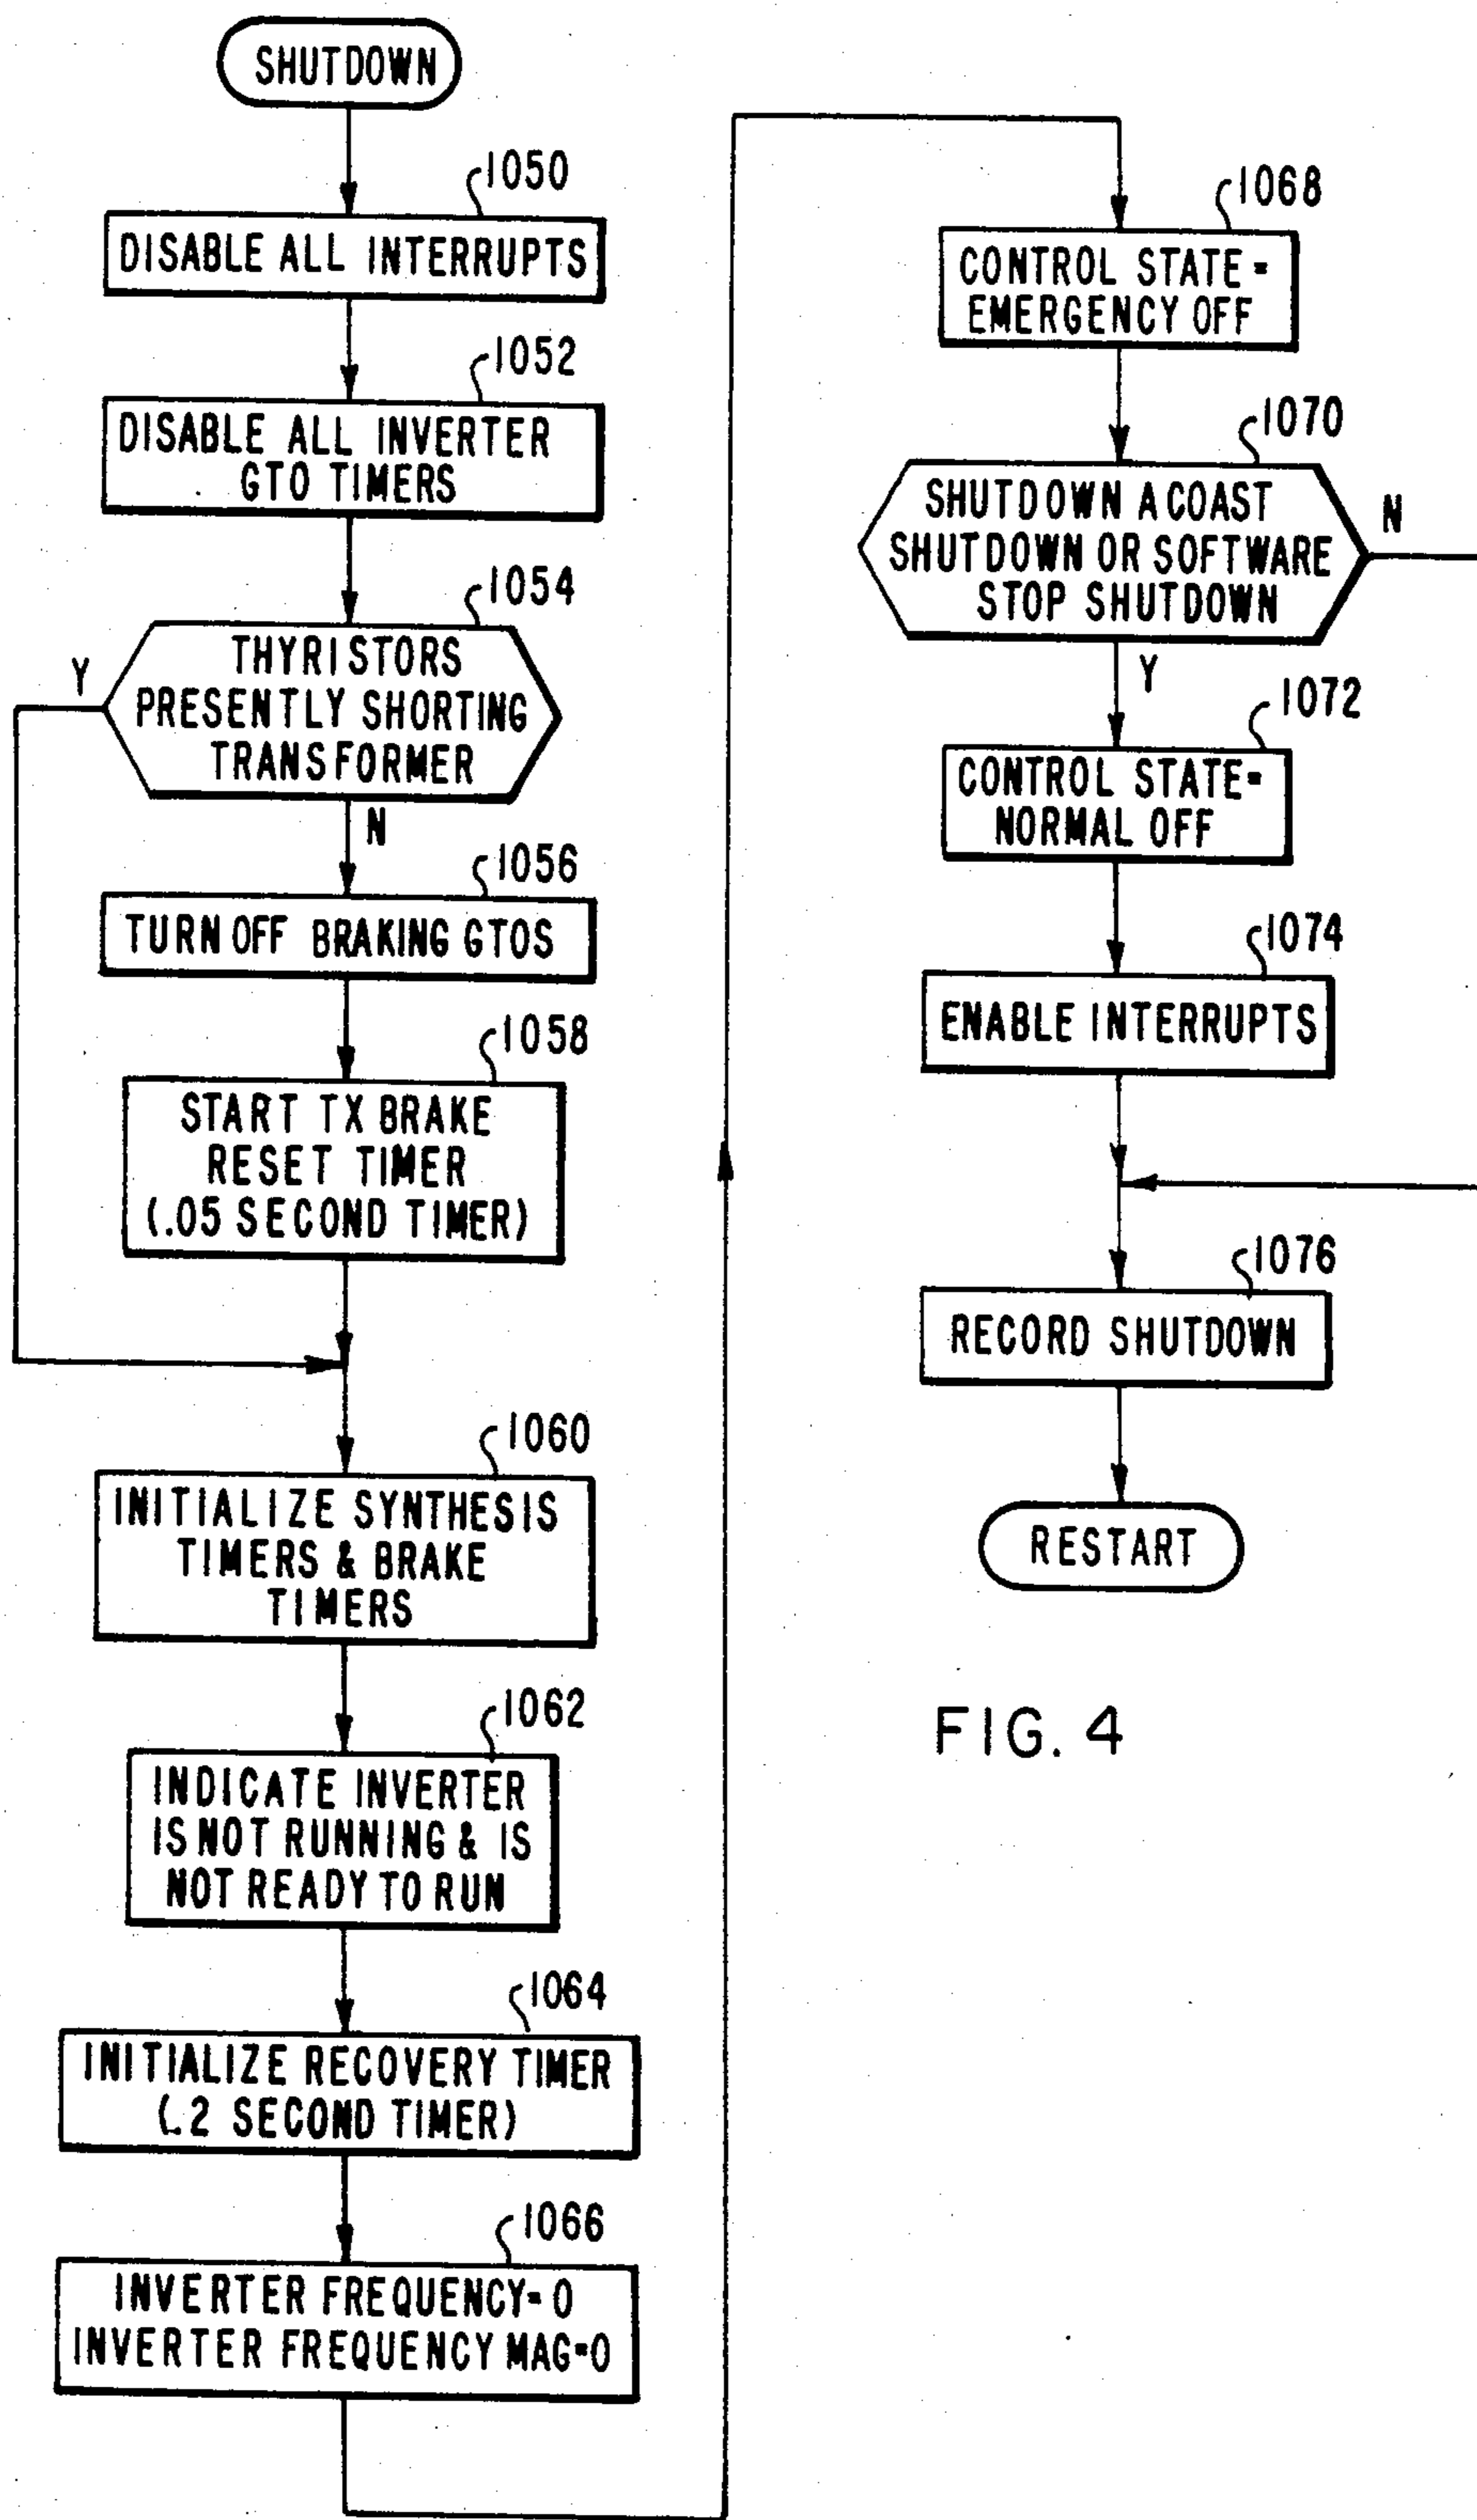 SHUTDOWN
1050
DISABLE ALL INTERRUPTS
1052
DISABLE ALL INVERTER
GTO TIMERS
1054
THYRISTORS
PRESENTLY SHORTING
TRANSFORMER
Y
N
1056
TURN OFF BRAKING GTOS
1058
START TX BRAKE
RESET TIMER
(.05 SECOND TIMER)
1060
INITIALIZE SYNTHESIS
TIMERS & BRAKE
TIMERS
1062
INDICATE INVERTER
IS NOT RUNNING & IS
NOT READY TO RUN
1064
INITIALIZE RECOVERY TIMER
(.2 SECOND TIMER)
1066
INVERTER FREQUENCY=0
INVERTER FREQUENCY MAG=0
1068
CONTROL STATE=
EMERGENCY OFF
1070
SHUTDOWN A COAST
SHUTDOWN OR SOFTWARE
STOP SHUTDOWN
N
Y
1072
CONTROL STATE=
NORMAL OFF
1074
ENABLE INTERRUPTS
1076
RECORD SHUTDOWN
RESTART
FIG. 4